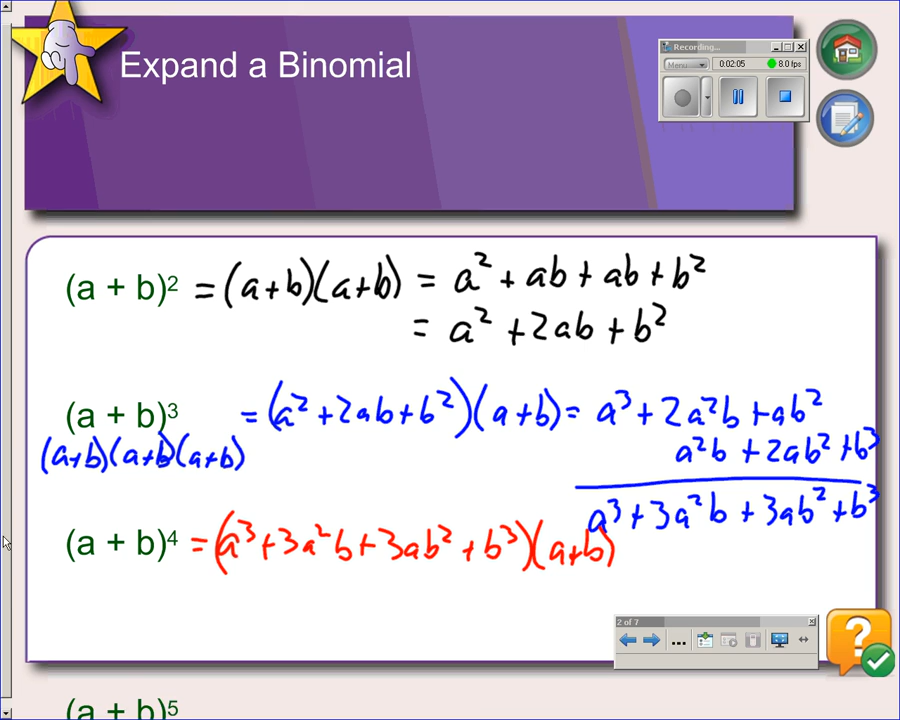 Expand a Binomial
Recording...
Menu
0:02:05
8.0 fps
(a + b)² = (a+b)(a+b) = a² + ab + ab + b²
= a² + 2ab + b²
(a + b)³ = (a² + 2ab + b²)(a+b) = a³ + 2a²b + ab²
(a+b)(a+b)(a+b)
a²b + 2ab² + b³
a³ + 3a²b + 3ab² + b³
(a + b)⁴ = (a³ + 3a²b + 3ab² + b³)(a+b)
2 of 7
...
?
(a + b)⁵